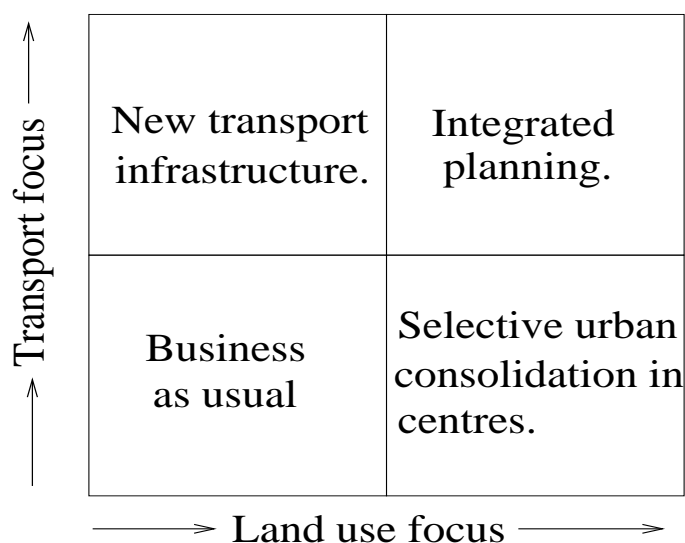 New transport
infrastructure.
Integrated
planning.
Business
as usual
Selective urban
consolidation in
centres.
Transport focus
Land use focus